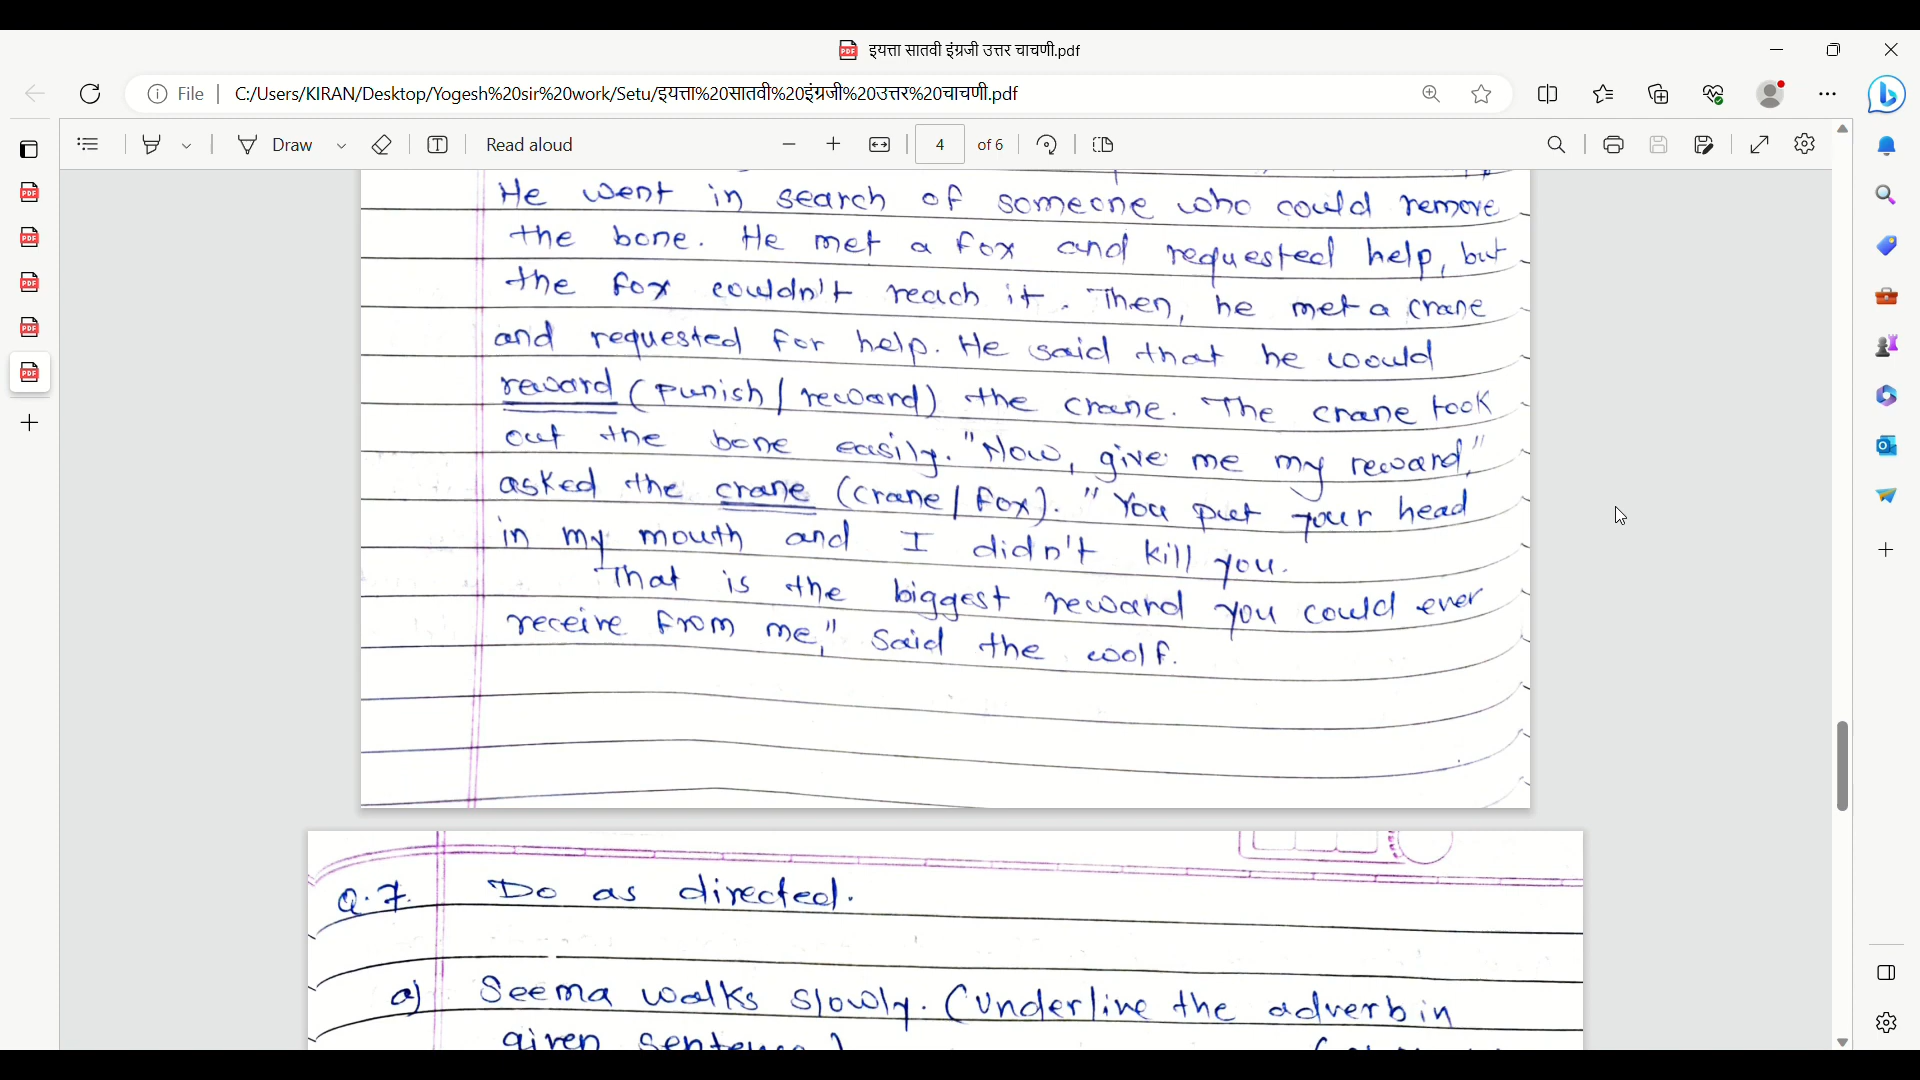 इयत्ता सातवी इंग्रजी उत्तर चाचणी.pdf
File | C:/Users/KIRAN/Desktop/Yogesh%20sir%20work/Setu/इयत्ता%20सातवी%20इंग्रजी%20उत्तर%20चाचणी.pdf
Draw Read aloud 4 of 6
He went in search of someone who could remove
the bone. He met a fox and requested help, but
the fox couldn't reach it. Then, he met a crane
and requested for help. He said that he would
reward (punish / reward) the crane. The crane took
out the bone easily. "Now, give me my reward,"
asked the crane (crane / fox). "You put your head
in my mouth and I didn't kill you.
That is the biggest reward you could ever
receive from me," said the wolf.
Q.7. Do as directed.
a) Seema walks slowly. (Underline the adverb in
given sentence)